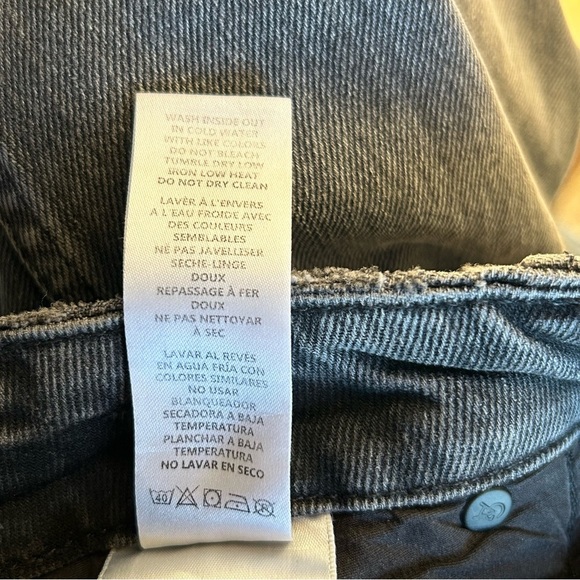 WASH INSIDE OUT
IN COLD WATER
WITH LIKE COLORS
DO NOT BLEACH
TUMBLE DRY LOW
IRON LOW HEAT
DO NOT DRY CLEAN
LAVER À L'ENVERS
A L'EAU FROIDE AVEC
DES COULEURS
SEMBLABLES
NE PAS JAVELLISER
SÈCHE-LINGE
DOUX
REPASSAGE À FER
DOUX
NE PAS NETTOYER
À SEC
LAVAR AL REVÉS
EN AGUA FRÍA CON
COLORES SIMILARES
NO USAR
BLANQUEADOR
SECADORA A BAJA
TEMPERATURA
PLANCHAR A BAJA
TEMPERATURA
NO LAVAR EN SECO
40